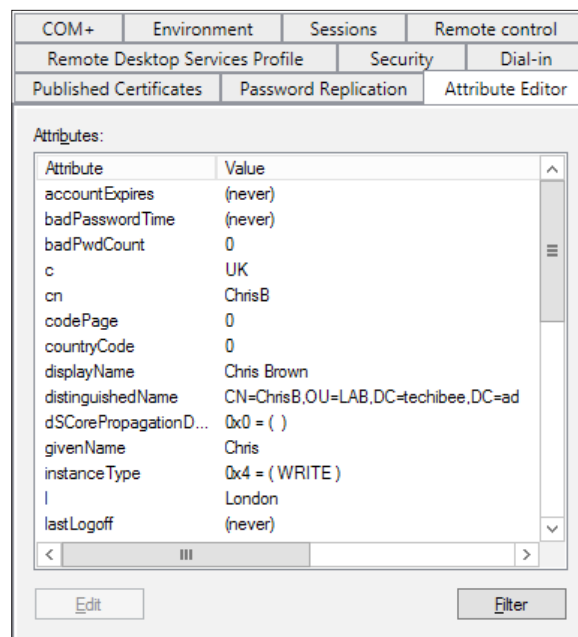 COM+ Environment Sessions Remote control
Remote Desktop Services Profile Security Dial-in
Published Certificates Password Replication Attribute Editor
Attributes:
Attribute Value
accountExpires (never)
badPasswordTime (never)
badPwdCount 0
c UK
cn ChrisB
codePage 0
countryCode 0
displayName Chris Brown
distinguishedName CN=ChrisB,OU=LAB,DC=techibee,DC=ad
dSCorePropagationD... 0x0 = ( )
givenName Chris
instanceType 0x4 = ( WRITE )
l London
lastLogoff (never)
Edit Filter